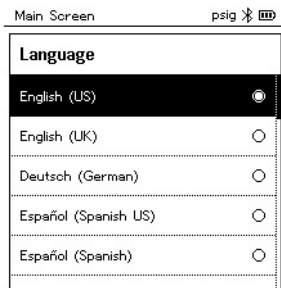 Main Screen psig
Language
English (US)
English (UK)
Deutsch (German)
Español (Spanish US)
Español (Spanish)